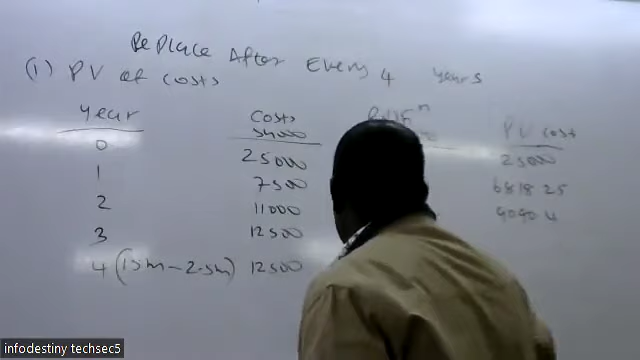 Replace After Every 4 years
(1) PV of costs
year Costs PV cost
sh000
0 25000 25000
1 7500 6818.25
2 11000 9090.4
3 12500
4 (15m - 2.5m) 12500
infodestiny techsec5